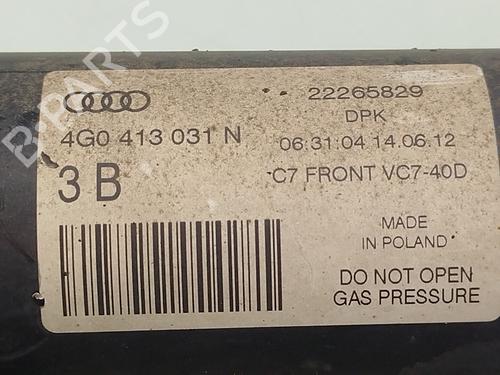 B-PARTS
22265829
4G0 413 031 N
DPK
06:31:04 14.06.12
3 B
C7 FRONT VC7-40D
MADE
IN POLAND
DO NOT OPEN
GAS PRESSURE